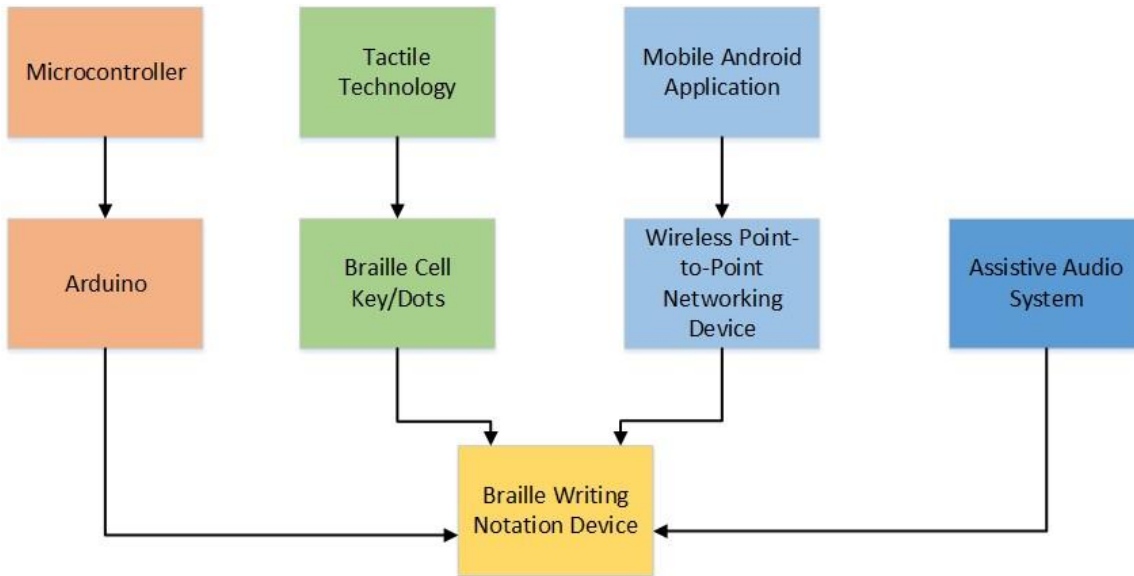 Microcontroller
Tactile
Technology
Mobile Android
Application
Arduino
Braille Cell
Key/Dots
Wireless Point-
to-Point
Networking
Device
Assistive Audio
System
Braille Writing
Notation Device